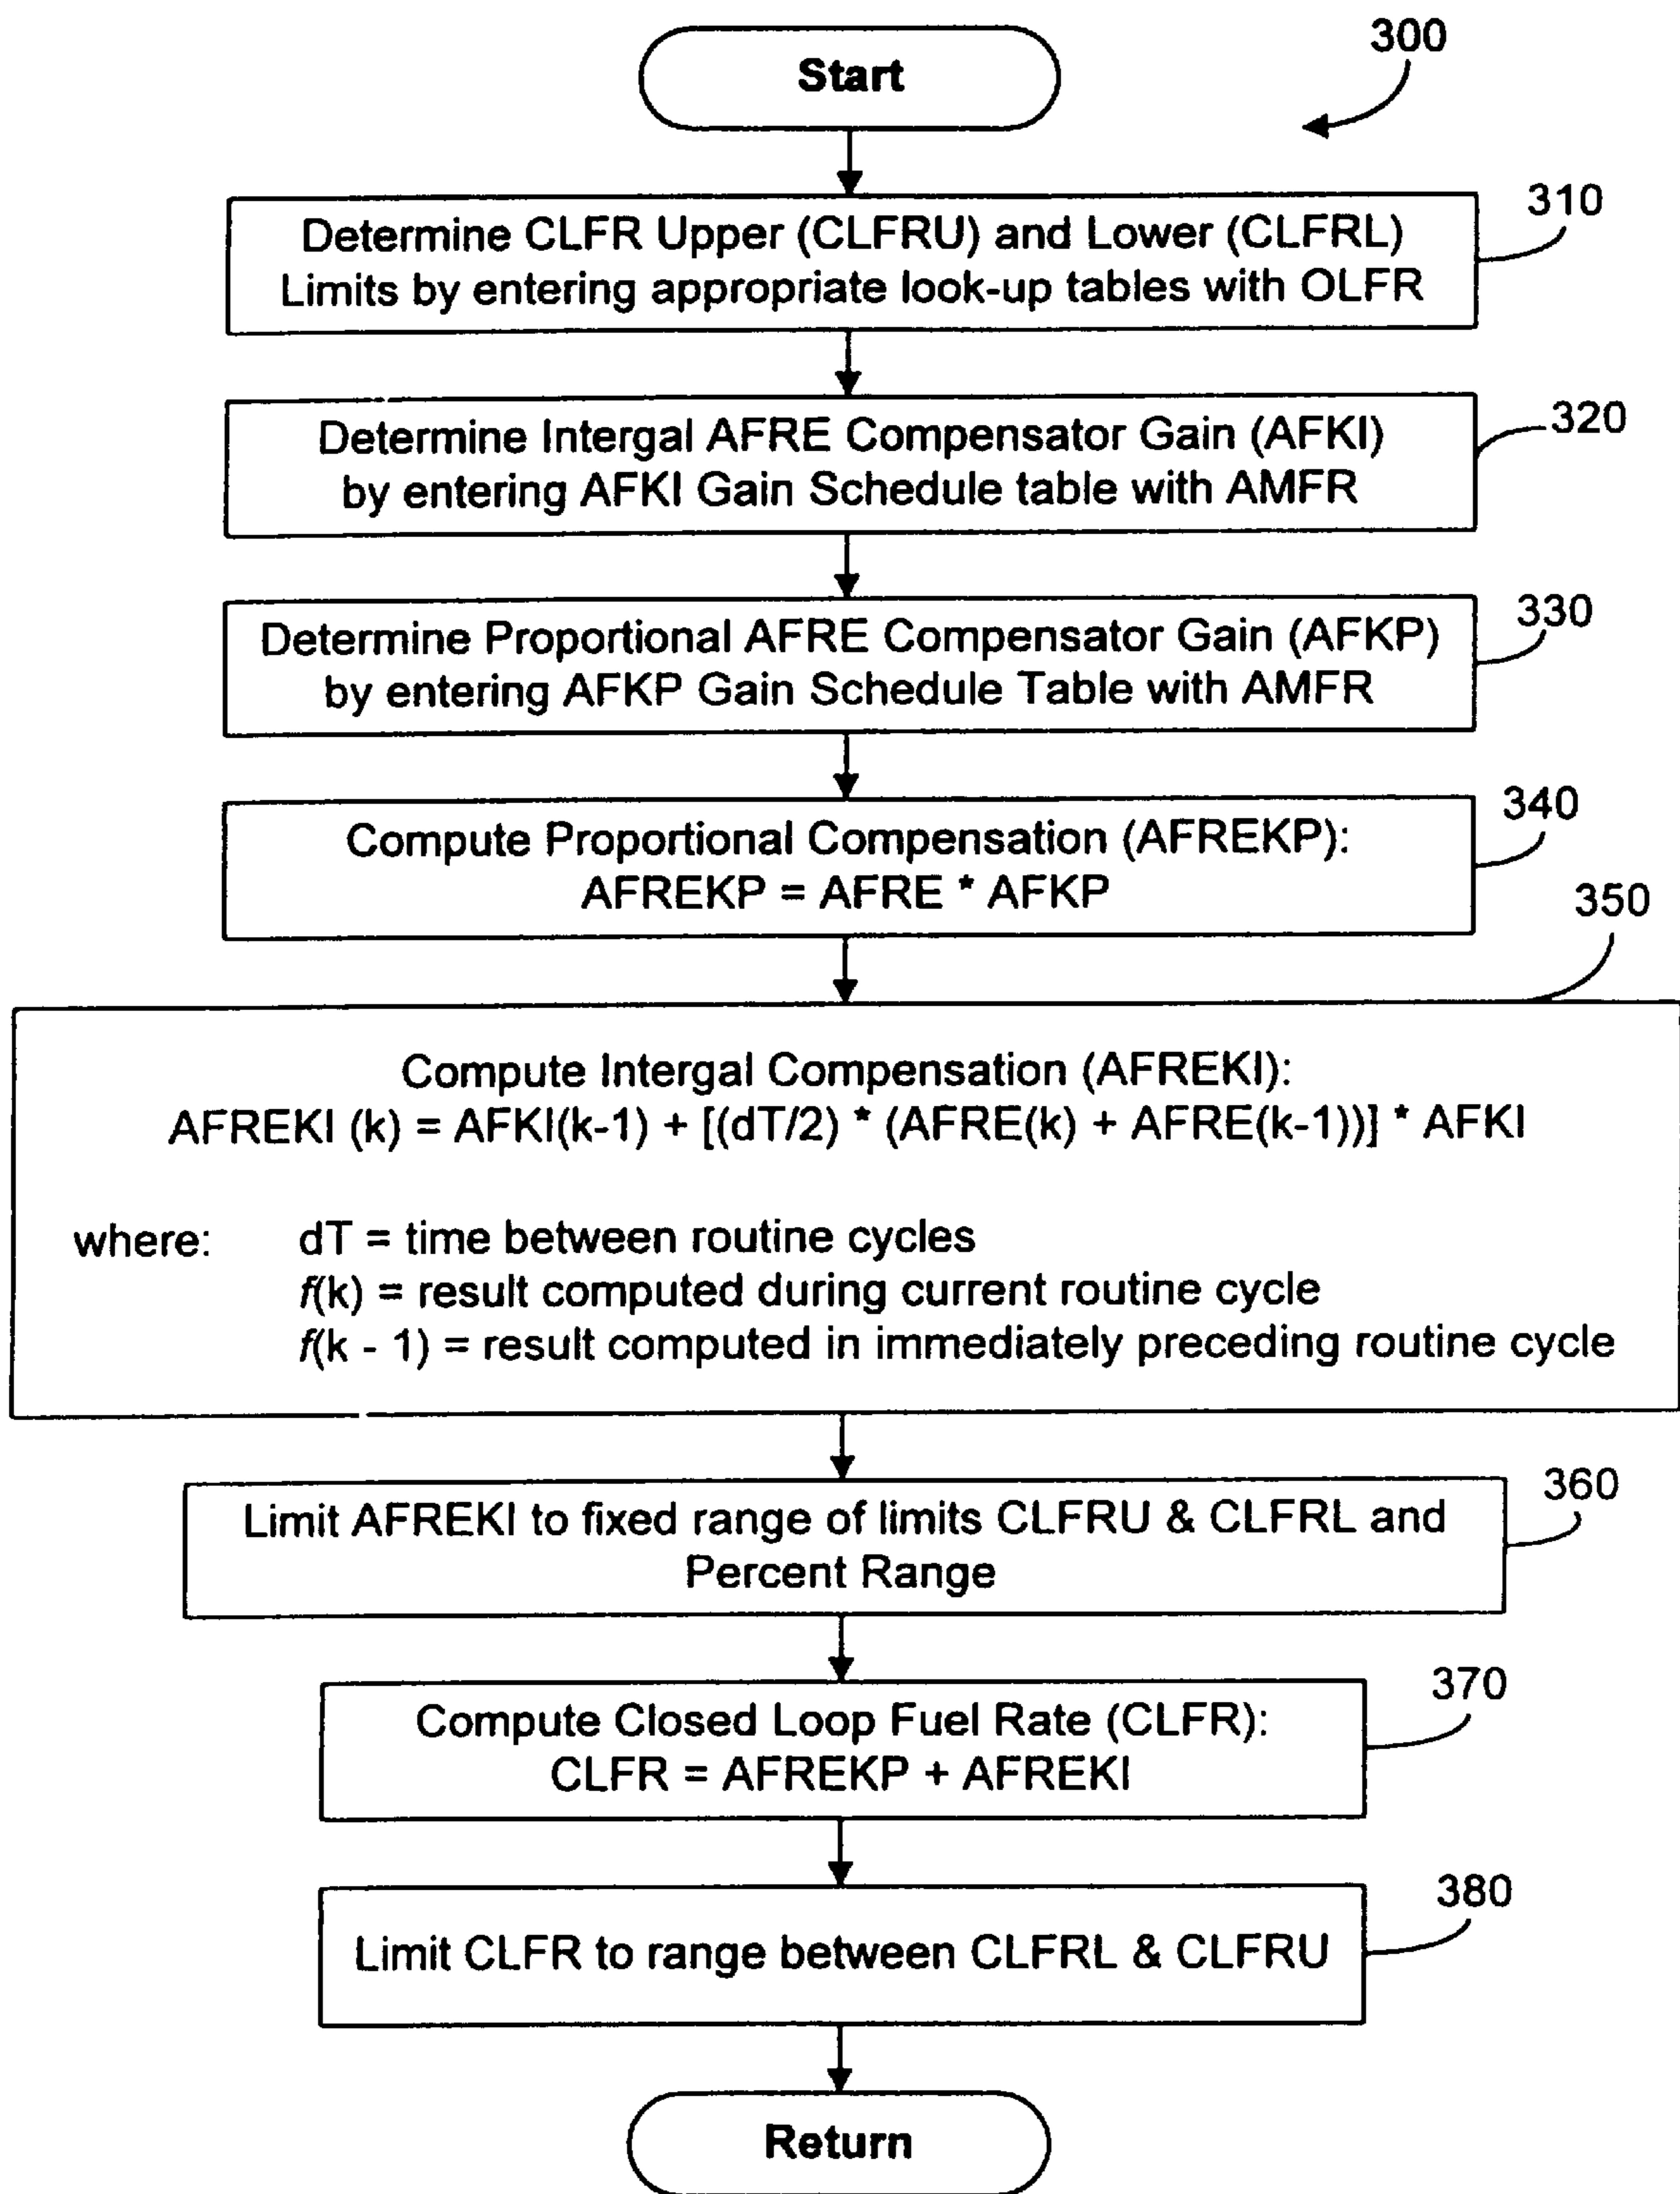 300
Start
310
Determine CLFR Upper (CLFRU) and Lower (CLFRL)
Limits by entering appropriate look-up tables with OLFR
320
Determine Intergal AFRE Compensator Gain (AFKI)
by entering AFKI Gain Schedule table with AMFR
330
Determine Proportional AFRE Compensator Gain (AFKP)
by entering AFKP Gain Schedule Table with AMFR
340
Compute Proportional Compensation (AFREKP):
AFREKP = AFRE * AFKP
350
Compute Intergal Compensation (AFREKI):
AFREKI (k) = AFKI(k-1) + [((dT/2) * (AFRE(k) + AFRE(k-1))] * AFKI
where: dT = time between routine cycles
f(k) = result computed during current routine cycle
f(k - 1) = result computed in immediately preceding routine cycle
360
Limit AFREKI to fixed range of limits CLFRU & CLFRL and
Percent Range
370
Compute Closed Loop Fuel Rate (CLFR):
CLFR = AFREKP + AFREKI
380
Limit CLFR to range between CLFRL & CLFRU
Return